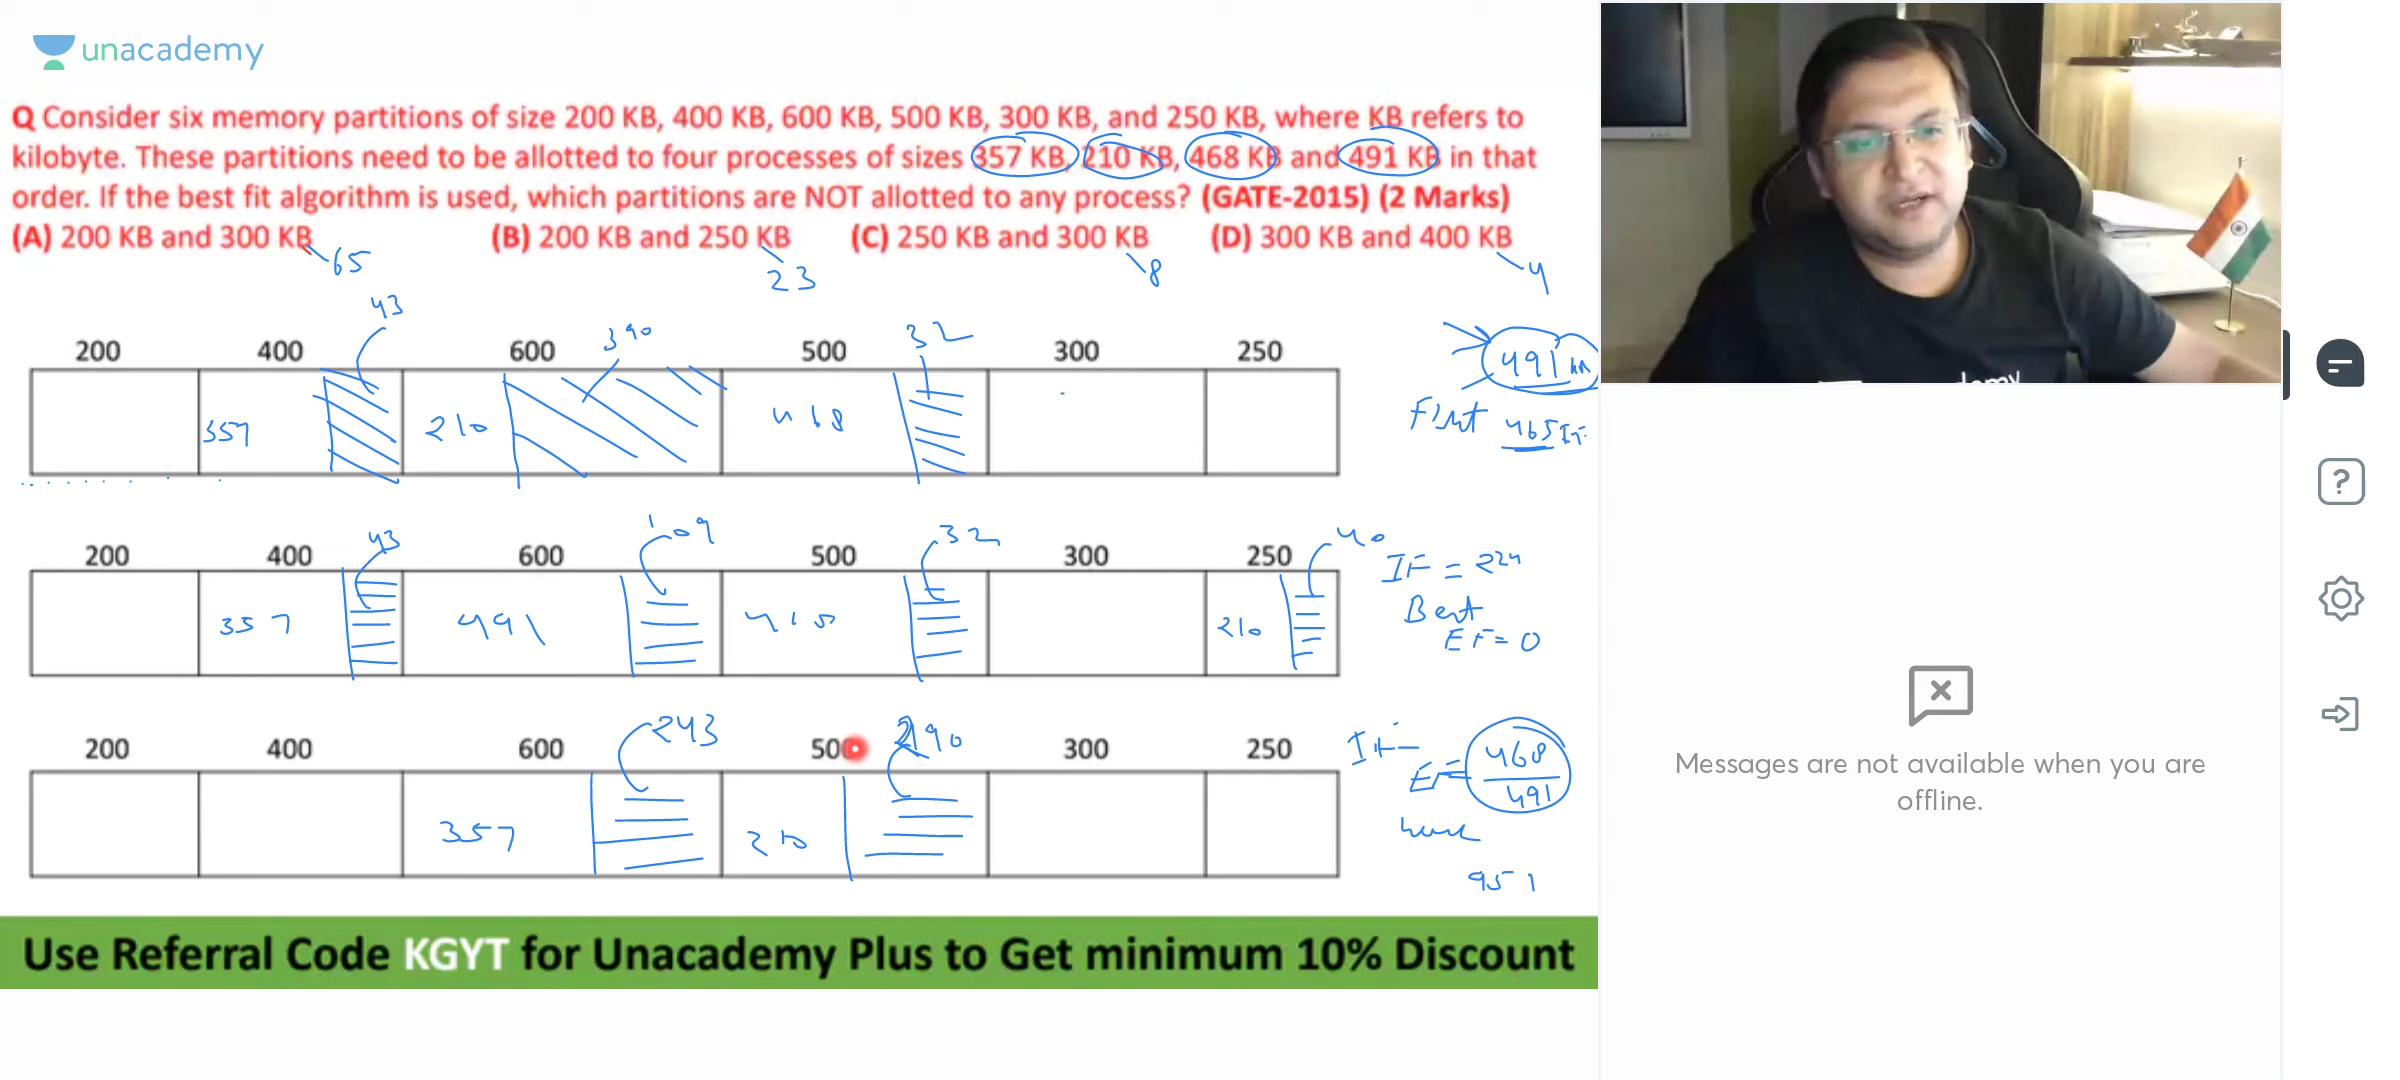 unacademy
Q Consider six memory partitions of size 200 KB, 400 KB, 600 KB, 500 KB, 300 KB, and 250 KB, where KB refers to
kilobyte. These partitions need to be allotted to four processes of sizes 357 KB, 210 KB, 468 KB and 491 KB in that
order. If the best fit algorithm is used, which partitions are NOT allotted to any process? (GATE-2015) (2 Marks)
(A) 200 KB and 300 KB (B) 200 KB and 250 KB (C) 250 KB and 300 KB (D) 300 KB and 400 KB
65 23 8 4
43 390 32
200 400 600 500 300 250
491
357 210 468
First 465
43 109 32 40
200 400 600 500 300 250
IF = 224
357 491 210
Best
EF = 0
243 290
200 400 600 500 300 250
468
491
357 210
951
Use Referral Code KGYT for Unacademy Plus to Get minimum 10% Discount
?
Messages are not available when you are
offline.